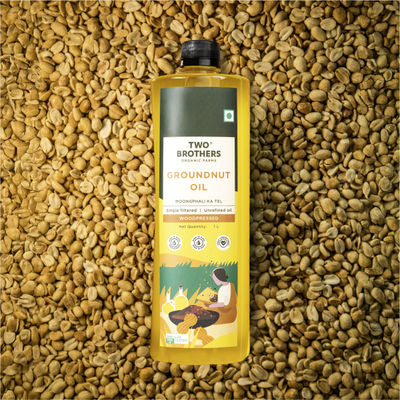 TWO
BROTHERS
ORGANIC FARMS
GROUNDNUT
OIL
MOONGPHALI KA TEL
Single filtered | Unrefined oil
WOODPRESSED
Net Quantity: 1 L